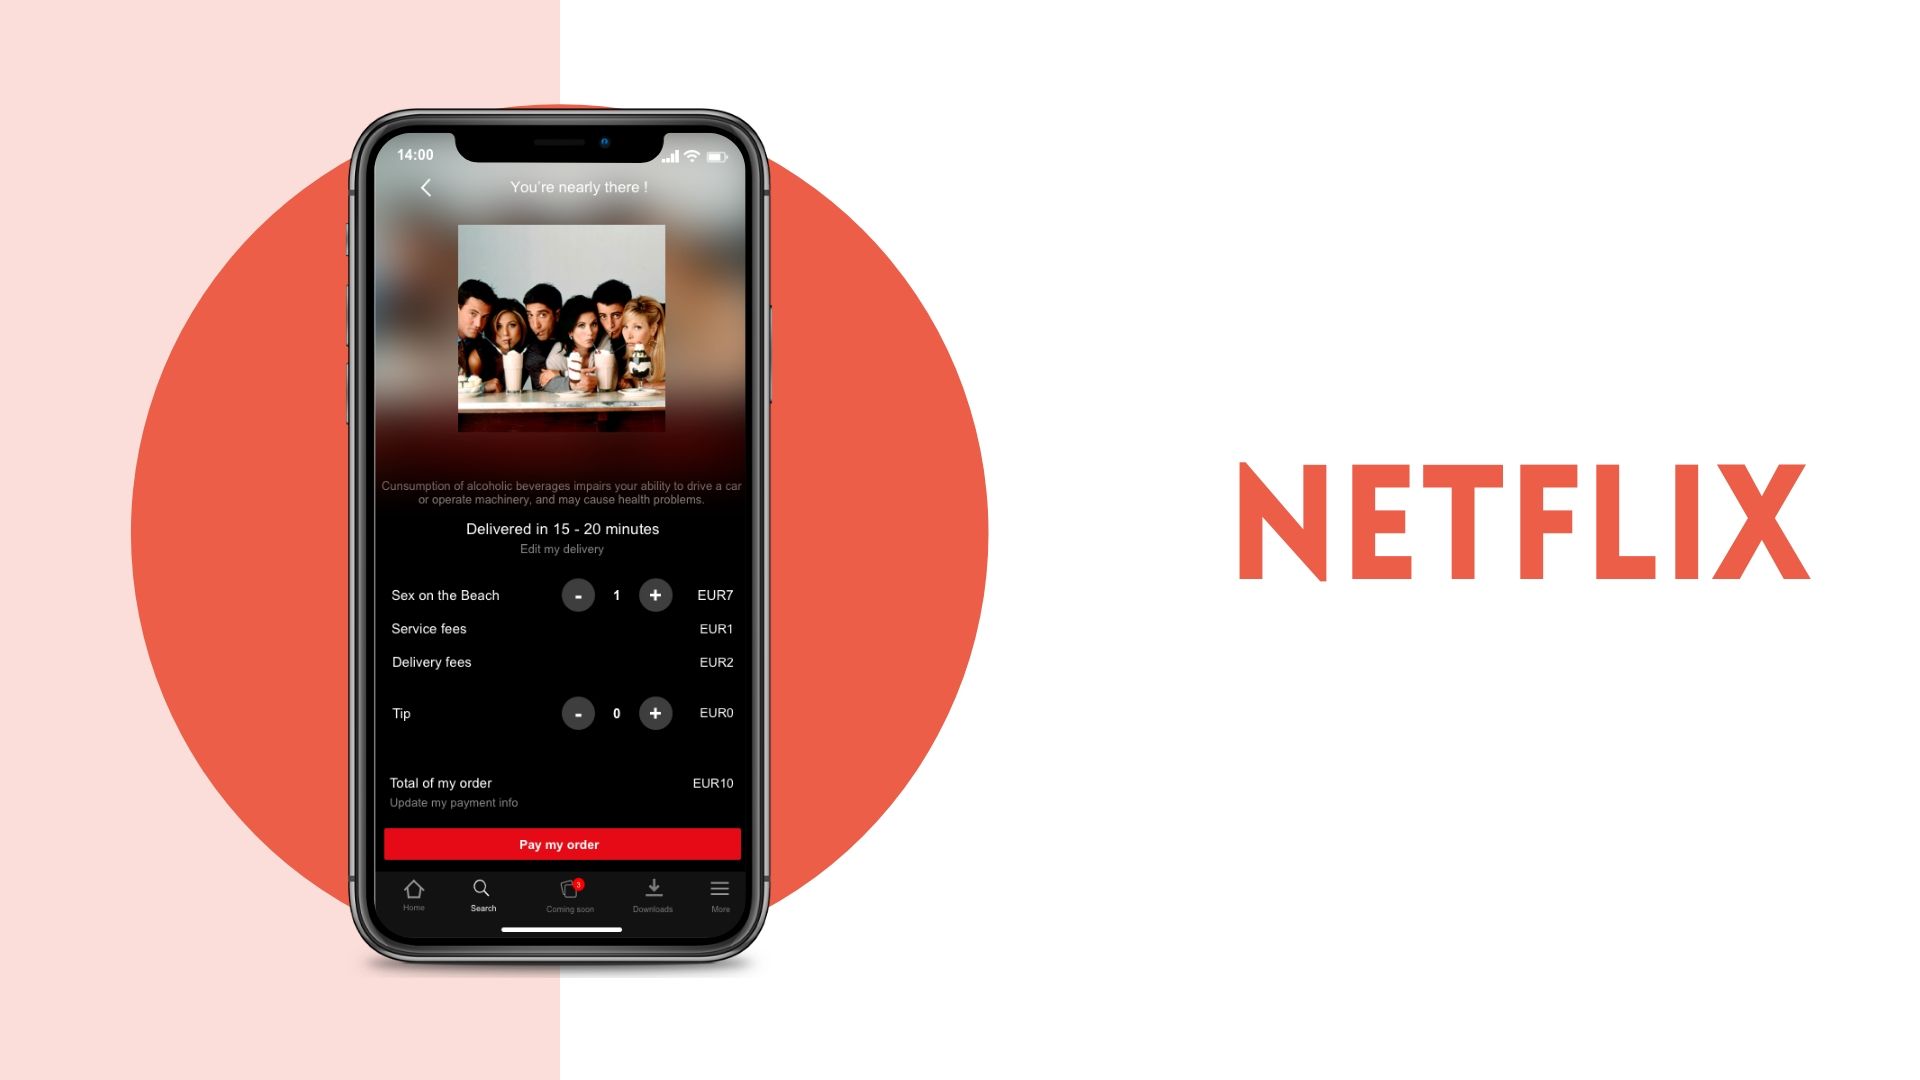 14:00
You're nearly there !
Cunsumption of alcoholic beverages impairs your ability to drive a car
or operate machinery, and may cause health problems.
Delivered in 15 - 20 minutes
Edit my delivery
Sex on the Beach - 1 + EUR7
Service fees EUR1
Delivery fees EUR2
Tip - 0 + EUR0
Total of my order EUR10
Update my payment info
Pay my order
3
Home Search Coming soon Downloads More
NETFLIX